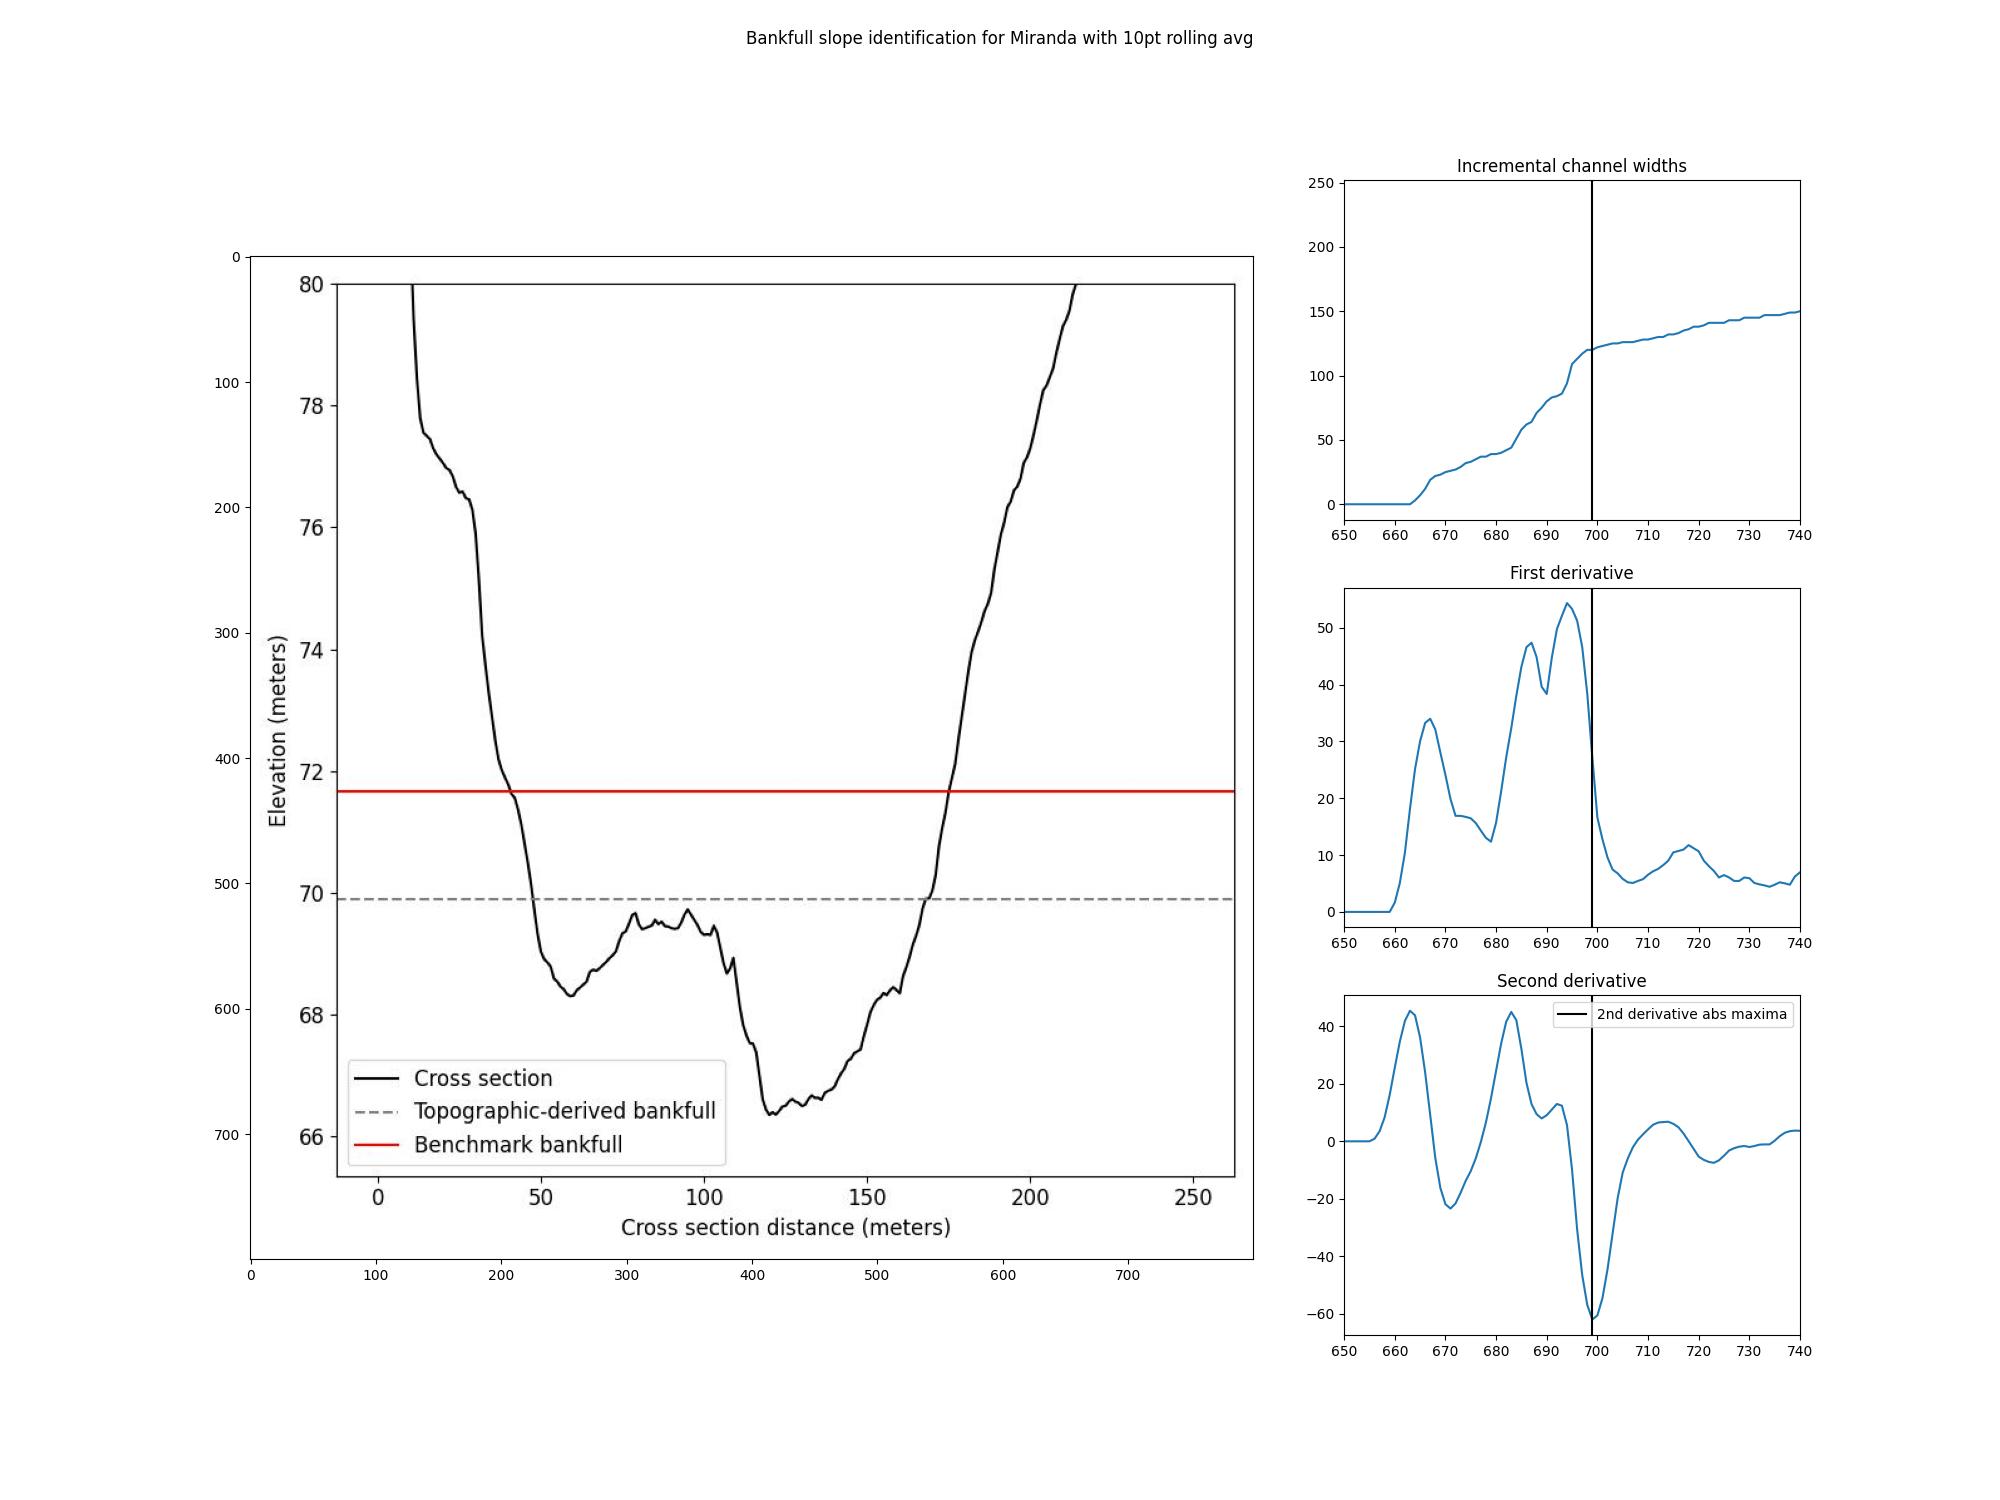 Bankfull slope identification for Miranda with 10pt rolling avg
0
100
200
300
400
500
600
700
80
78
76
74
72
70
68
66
Elevation (meters)
Cross section
Topographic-derived bankfull
Benchmark bankfull
0 50 100 150 200 250
Cross section distance (meters)
0 100 200 300 400 500 600 700
Incremental channel widths
250
200
150
100
50
0
650 660 670 680 690 700 710 720 730 740
First derivative
50
40
30
20
10
0
650 660 670 680 690 700 710 720 730 740
Second derivative
2nd derivative abs maxima
40
20
0
−20
−40
−60
650 660 670 680 690 700 710 720 730 740